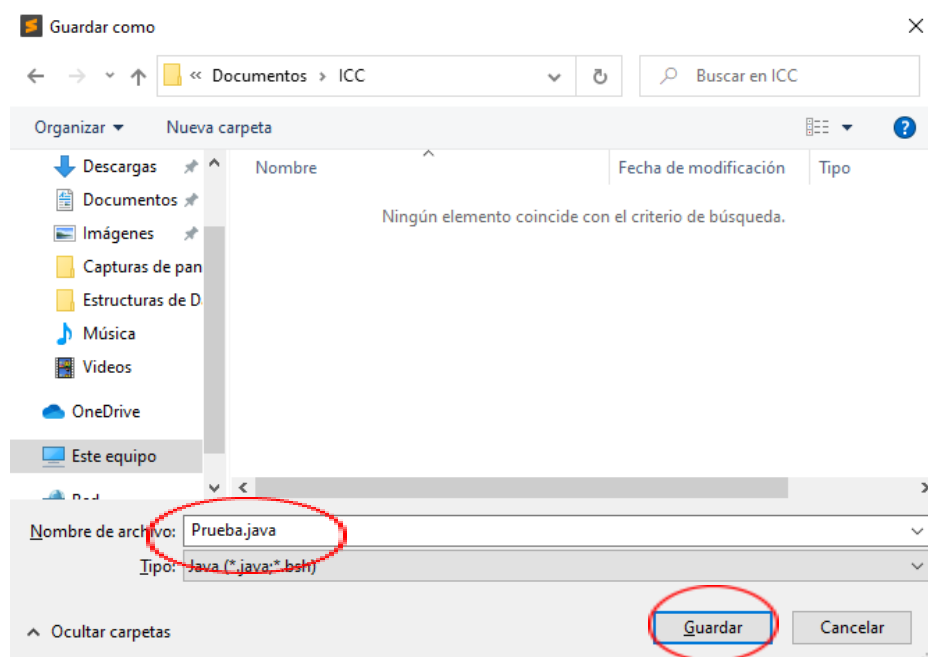 Guardar como
« Documentos › ICC
Buscar en ICC
Organizar
Nueva carpeta
Nombre
Fecha de modificación
Tipo
Descargas
Documentos
Imágenes
Capturas de pan
Estructuras de D
Música
Videos
OneDrive
Este equipo
Red
Ningún elemento coincide con el criterio de búsqueda.
Nombre de archivo: Prueba.java
Tipo: Java (*.java;*.bsh)
Ocultar carpetas
Guardar
Cancelar